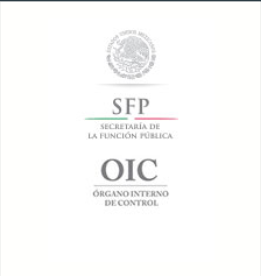 SFP
SECRETARÍA DE
LA FUNCIÓN PÚBLICA
OIC
ÓRGANO INTERNO
DE CONTROL